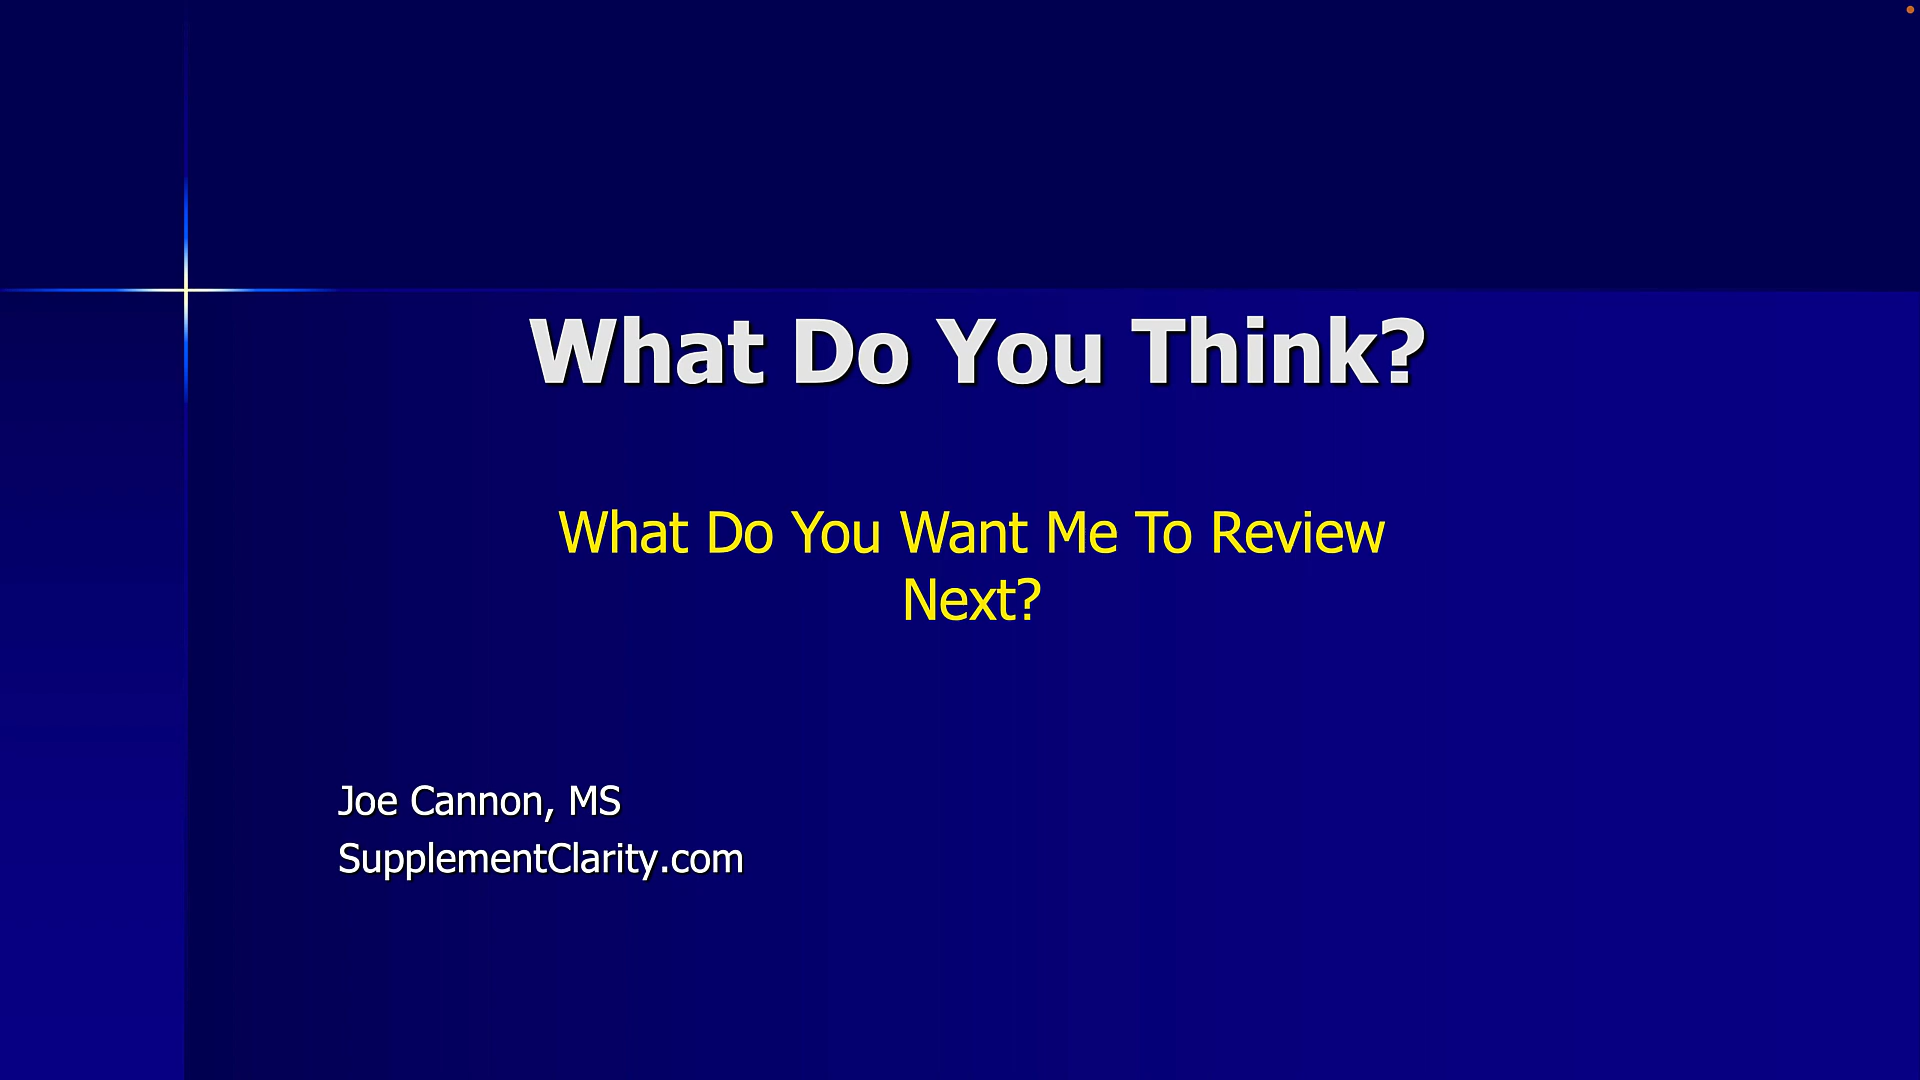 What Do You Think?
What Do You Want Me To Review
Next?
Joe Cannon, MS
SupplementClarity.com